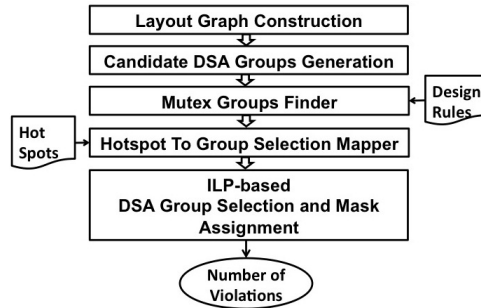 Layout Graph Construction
Candidate DSA Groups Generation
Mutex Groups Finder
Design
Rules
Hot
Spots
Hotspot To Group Selection Mapper
ILP-based
DSA Group Selection and Mask
Assignment
Number of
Violations